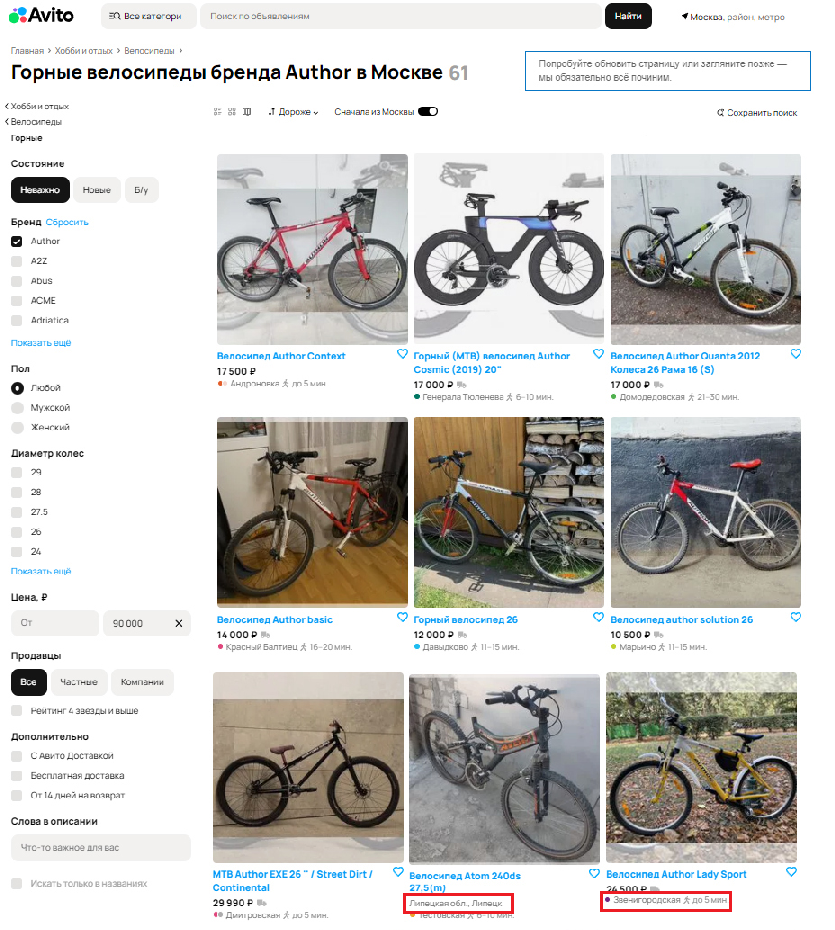 Avito
Все категори
Поиск по объявлениям
Найти
Москва, район, метро
Главная › Хобби и отдых › Велосипеды ›
Горные велосипеды бренда Author в Москве 61
Попробуйте обновить страницу или загляните позже —
мы обязательно всё починим.
Хобби и отдых
Велосипеды
Горные
Дороже
Сначала из Москвы
Сохранить поиск
Состояние
Неважно
Новые
Б/у
Бренд Сбросить
Author
A2Z
Abus
ACME
Adriatica
Показать ещё
Пол
Любой
Мужской
Женский
Диаметр колес
29
28
27.5
26
24
Показать ещё
Цена, ₽
От
90 000
Продавцы
Все
Частные
Компании
Рейтинг 4 звезды и выше
Дополнительно
С Авито Доставкой
Бесплатная доставка
От 14 дней на возврат
Слова в описании
Что-то важное для вас
Искать только в названиях
Велосипед Author Context
17 500 ₽
Андроновка до 5 мин.
Горный (MTB) велосипед Author
Cosmic (2019) 20"
17 000 ₽
Генерала Тюленева 6–10 мин.
Велосипед Author Quanta 2012
Колеса 26 Рама 16 (S)
17 000 ₽
Домодедовская 21–30 мин.
Велосипед Author basic
14 000 ₽
Красный Балтиец 16–20 мин.
Горный велосипед 26
12 000 ₽
Давыдково 11–15 мин.
Велосипед author solution 26
10 500 ₽
Марьино 11–15 мин.
MTB Author EXE 26 " / Street Dirt /
Continental
29 990 ₽
Дмитровская до 5 мин.
Велосипед Atom 240ds
27.5(m)
Липецкая обл., Липецк
Тестовская 6–10 мин.
Велосипед Author Lady Sport
24 500 ₽
Звенигородская до 5 мин